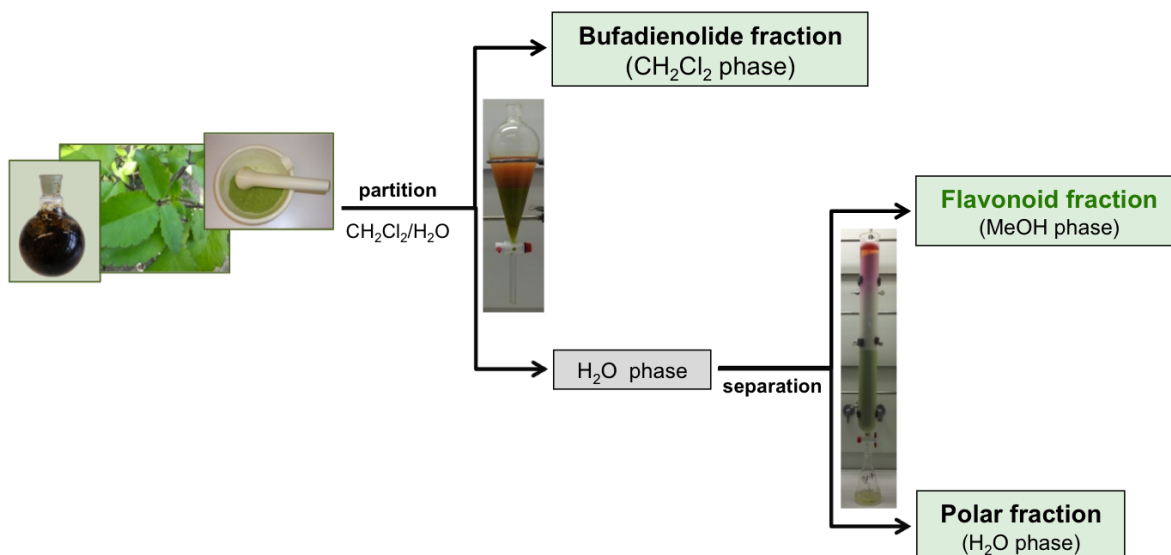 Bufadienolide fraction
(CH₂Cl₂ phase)
partition
CH₂Cl₂/H₂O
Flavonoid fraction
(MeOH phase)
H₂O phase
separation
Polar fraction
(H₂O phase)